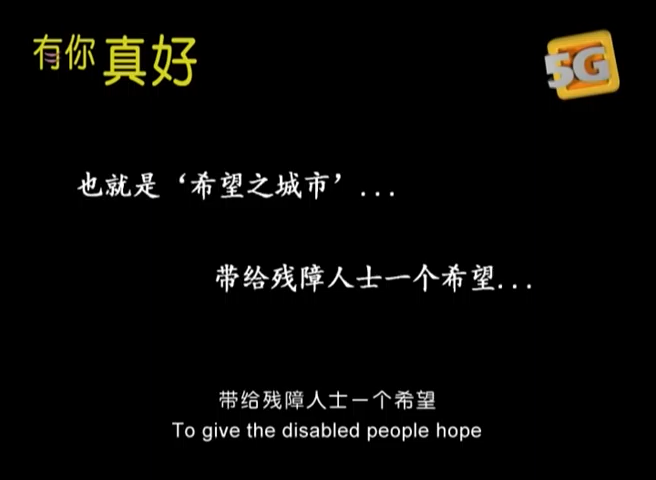 有你真好
5G
也就是‘希望之城市’...
带给残障人士一个希望...
带给残障人士一个希望
To give the disabled people hope